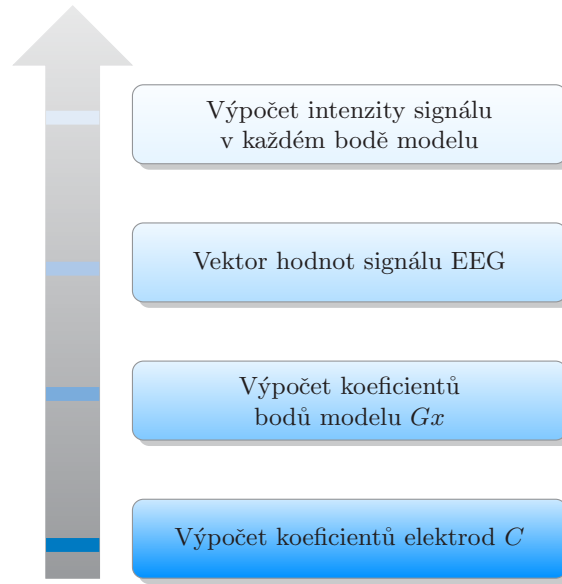 Výpočet intenzity signálu
v každém bodě modelu
Vektor hodnot signálu EEG
Výpočet koeficientů
bodů modelu Gx
Výpočet koeficientů elektrod C